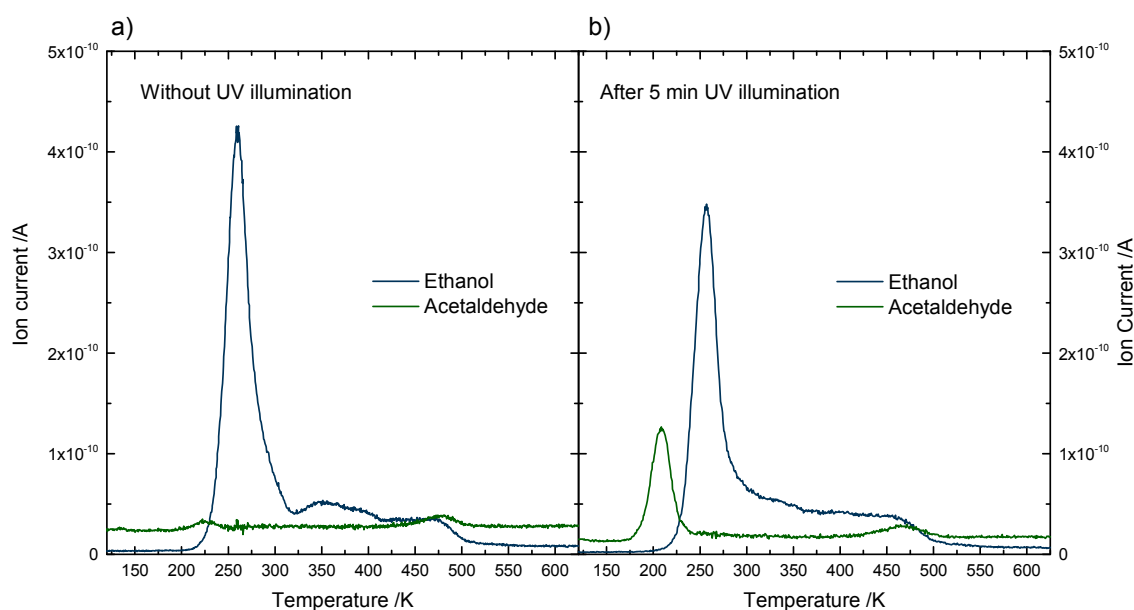 a)
b)
5x10⁻¹⁰
4x10⁻¹⁰
3x10⁻¹⁰
2x10⁻¹⁰
1x10⁻¹⁰
0
Ion current /A
Without UV illumination
Ethanol
Acetaldehyde
150 200 250 300 350 400 450 500 550 600
Temperature /K
After 5 min UV illumination
Ethanol
Acetaldehyde
150 200 250 300 350 400 450 500 550 600
Temperature /K
5x10⁻¹⁰
4x10⁻¹⁰
3x10⁻¹⁰
2x10⁻¹⁰
1x10⁻¹⁰
0
Ion Current /A